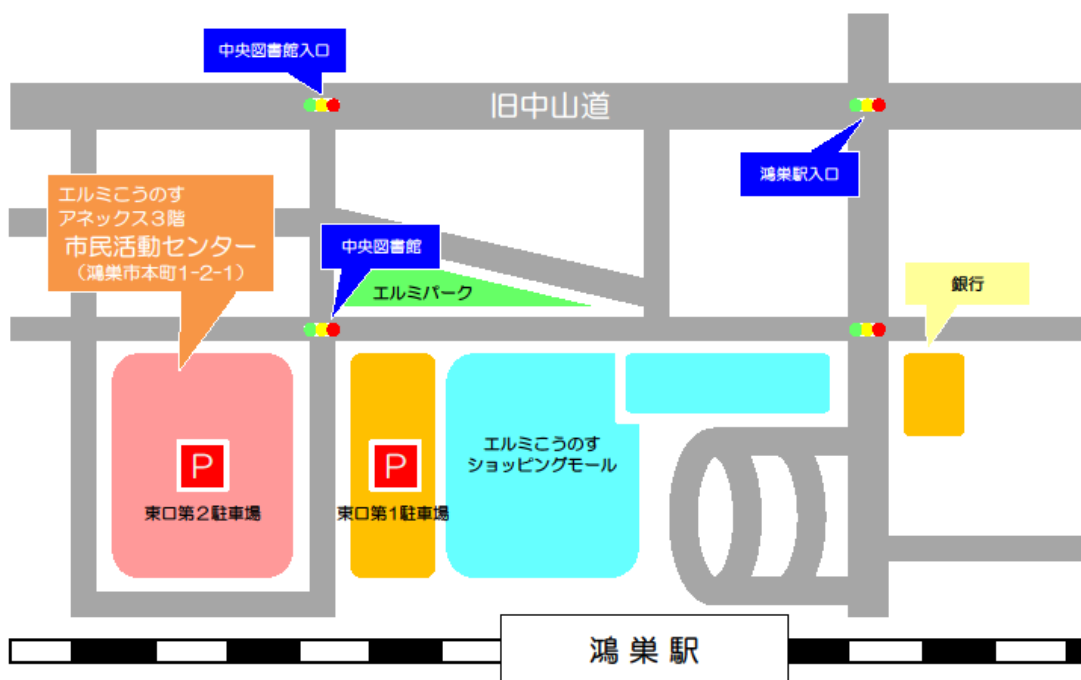 中央図書館入口
旧中山道
鴻巣駅入口
エルミこうのす
アネックス3階
市民活動センター
（鴻巣市本町1-2-1）
中央図書館
エルミパーク
銀行
エルミこうのす
ショッピングモール
P
東口第2駐車場
P
東口第1駐車場
鴻巣駅